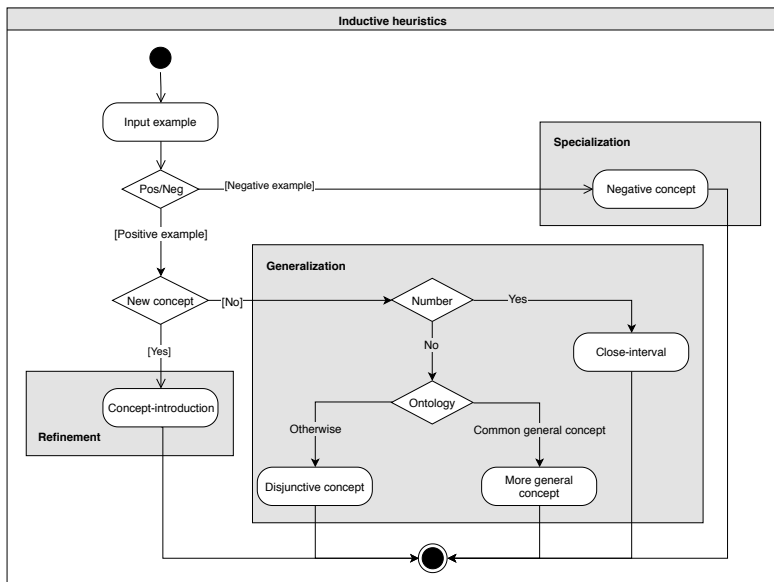 Inductive heuristics
Input example
Specialization
Pos/Neg
[Negative example]
Negative concept
[Positive example]
Generalization
New concept
[No]
Number
Yes
No
Close-interval
[Yes]
Concept-introduction
Refinement
Ontology
Otherwise
Common general concept
Disjunctive concept
More general
concept